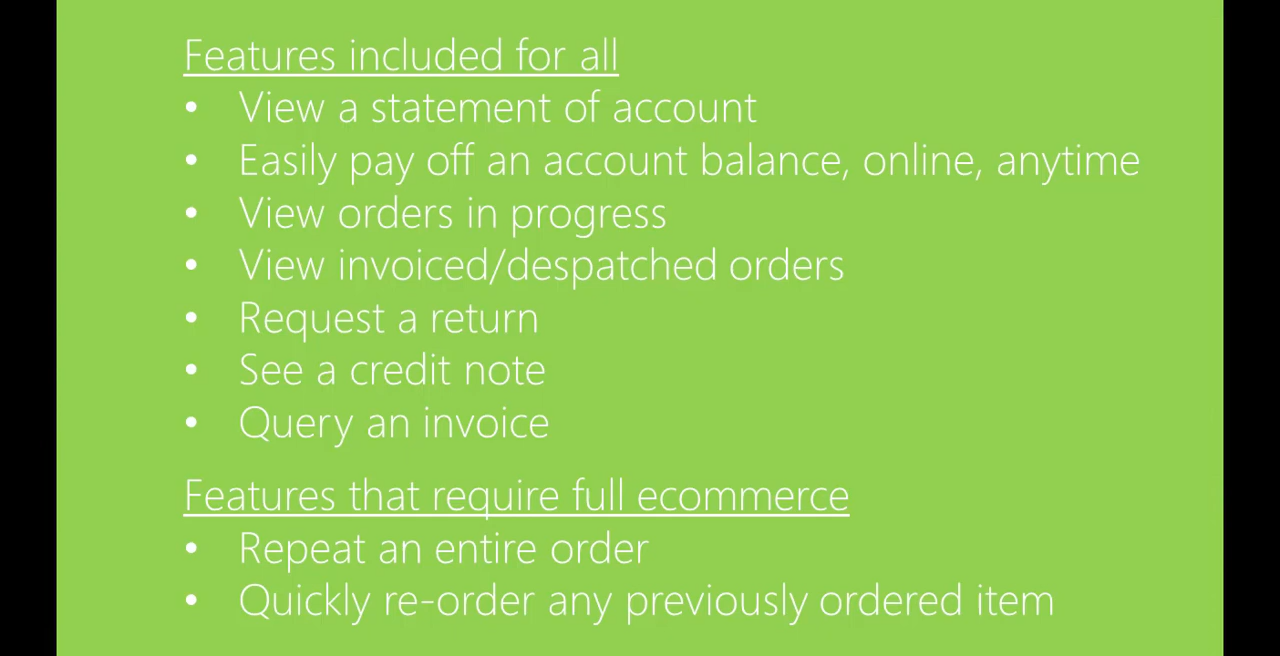 Features included for all
• View a statement of account
• Easily pay off an account balance, online, anytime
• View orders in progress
• View invoiced/despatched orders
• Request a return
• See a credit note
• Query an invoice
Features that require full ecommerce
• Repeat an entire order
• Quickly re-order any previously ordered item